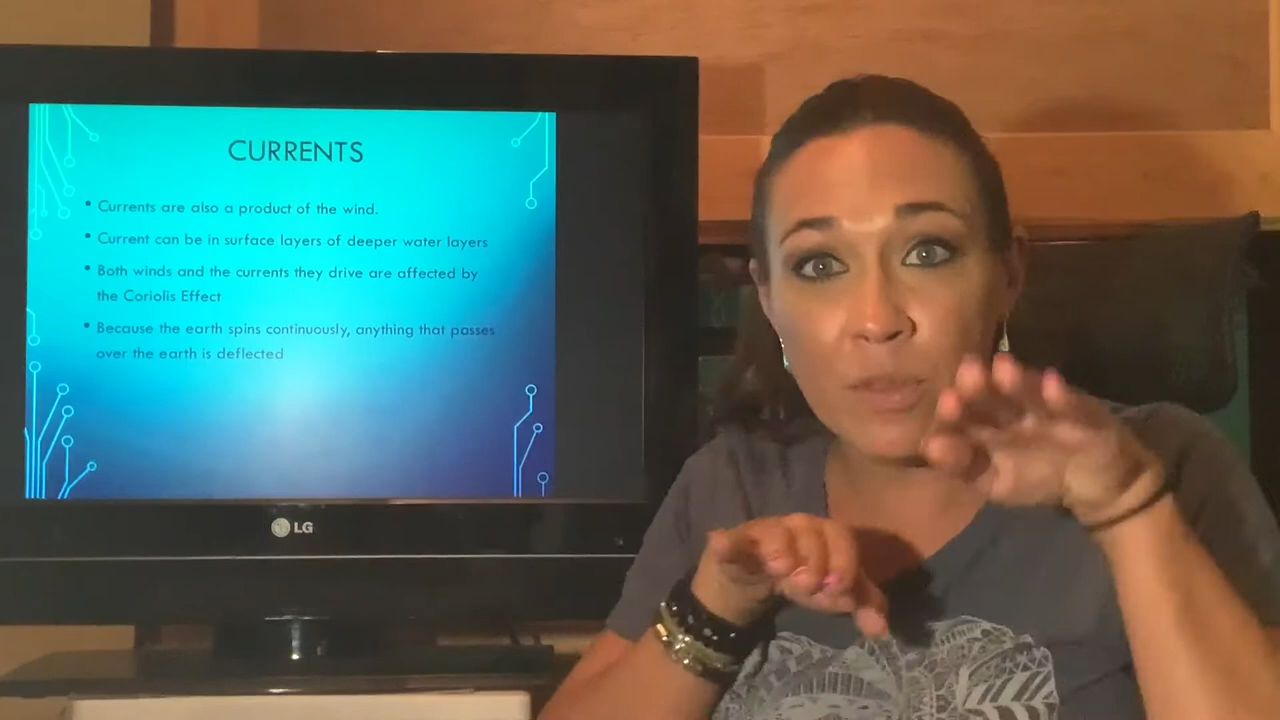 CURRENTS
• Currents are also a product of the wind.
• Current can be in surface layers of deeper water layers
• Both winds and the currents they drive are affected by
the Coriolis Effect
• Because the earth spins continuously, anything that passes
over the earth is deflected
LG